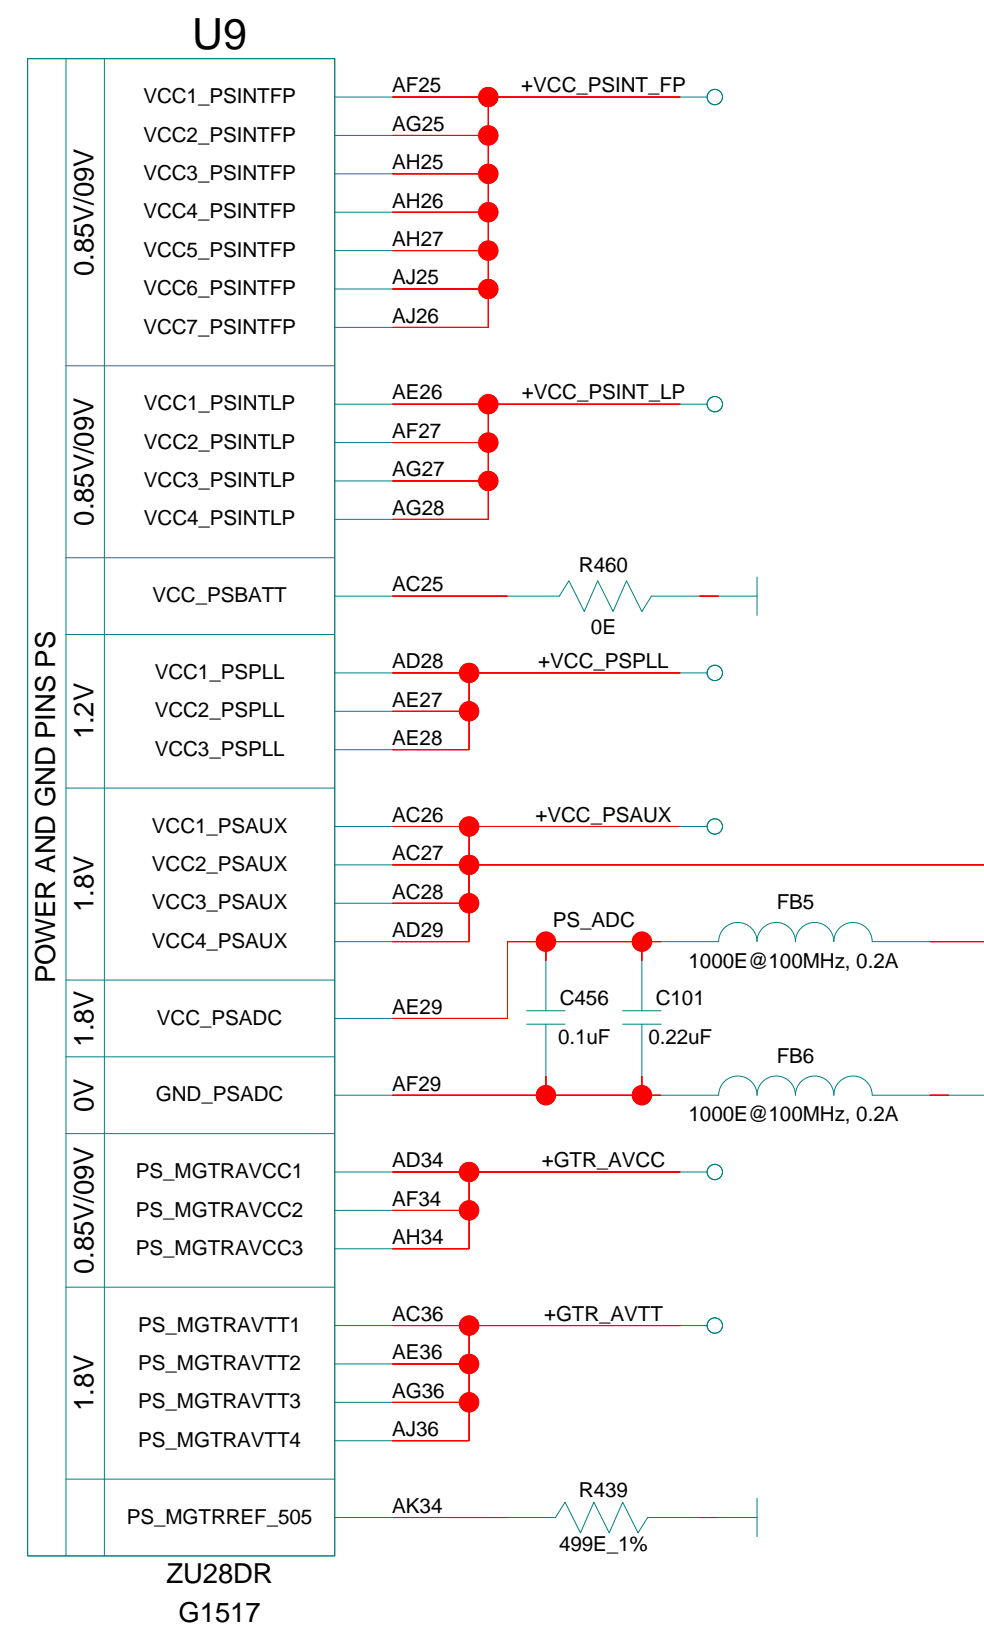 U9
POWER AND GND PINS PS
0.85V/09V
VCC1_PSINTFP AF25 +VCC_PSINT_FP
VCC2_PSINTFP AG25
VCC3_PSINTFP AH25
VCC4_PSINTFP AH26
VCC5_PSINTFP AH27
VCC6_PSINTFP AJ25
VCC7_PSINTFP AJ26
0.85V/09V
VCC1_PSINTLP AE26 +VCC_PSINT_LP
VCC2_PSINTLP AF27
VCC3_PSINTLP AG27
VCC4_PSINTLP AG28
VCC_PSBATT AC25 R460
0E
1.2V
VCC1_PSPLL AD28 +VCC_PSPLL
VCC2_PSPLL AE27
VCC3_PSPLL AE28
1.8V
VCC1_PSAUX AC26 +VCC_PSAUX
VCC2_PSAUX AC27
VCC3_PSAUX AC28
VCC4_PSAUX AD29
PS_ADC
FB5
1000E@100MHz, 0.2A
1.8V
VCC_PSADC AE29
C456
0.1uF
C101
0.22uF
0V
GND_PSADC AF29
FB6
1000E@100MHz, 0.2A
0.85V/09V
PS_MGTRAVCC1 AD34 +GTR_AVCC
PS_MGTRAVCC2 AF34
PS_MGTRAVCC3 AH34
1.8V
PS_MGTRAVTT1 AC36 +GTR_AVTT
PS_MGTRAVTT2 AE36
PS_MGTRAVTT3 AG36
PS_MGTRAVTT4 AJ36
PS_MGTRREF_505 AK34 R439
499E_1%
ZU28DR
G1517